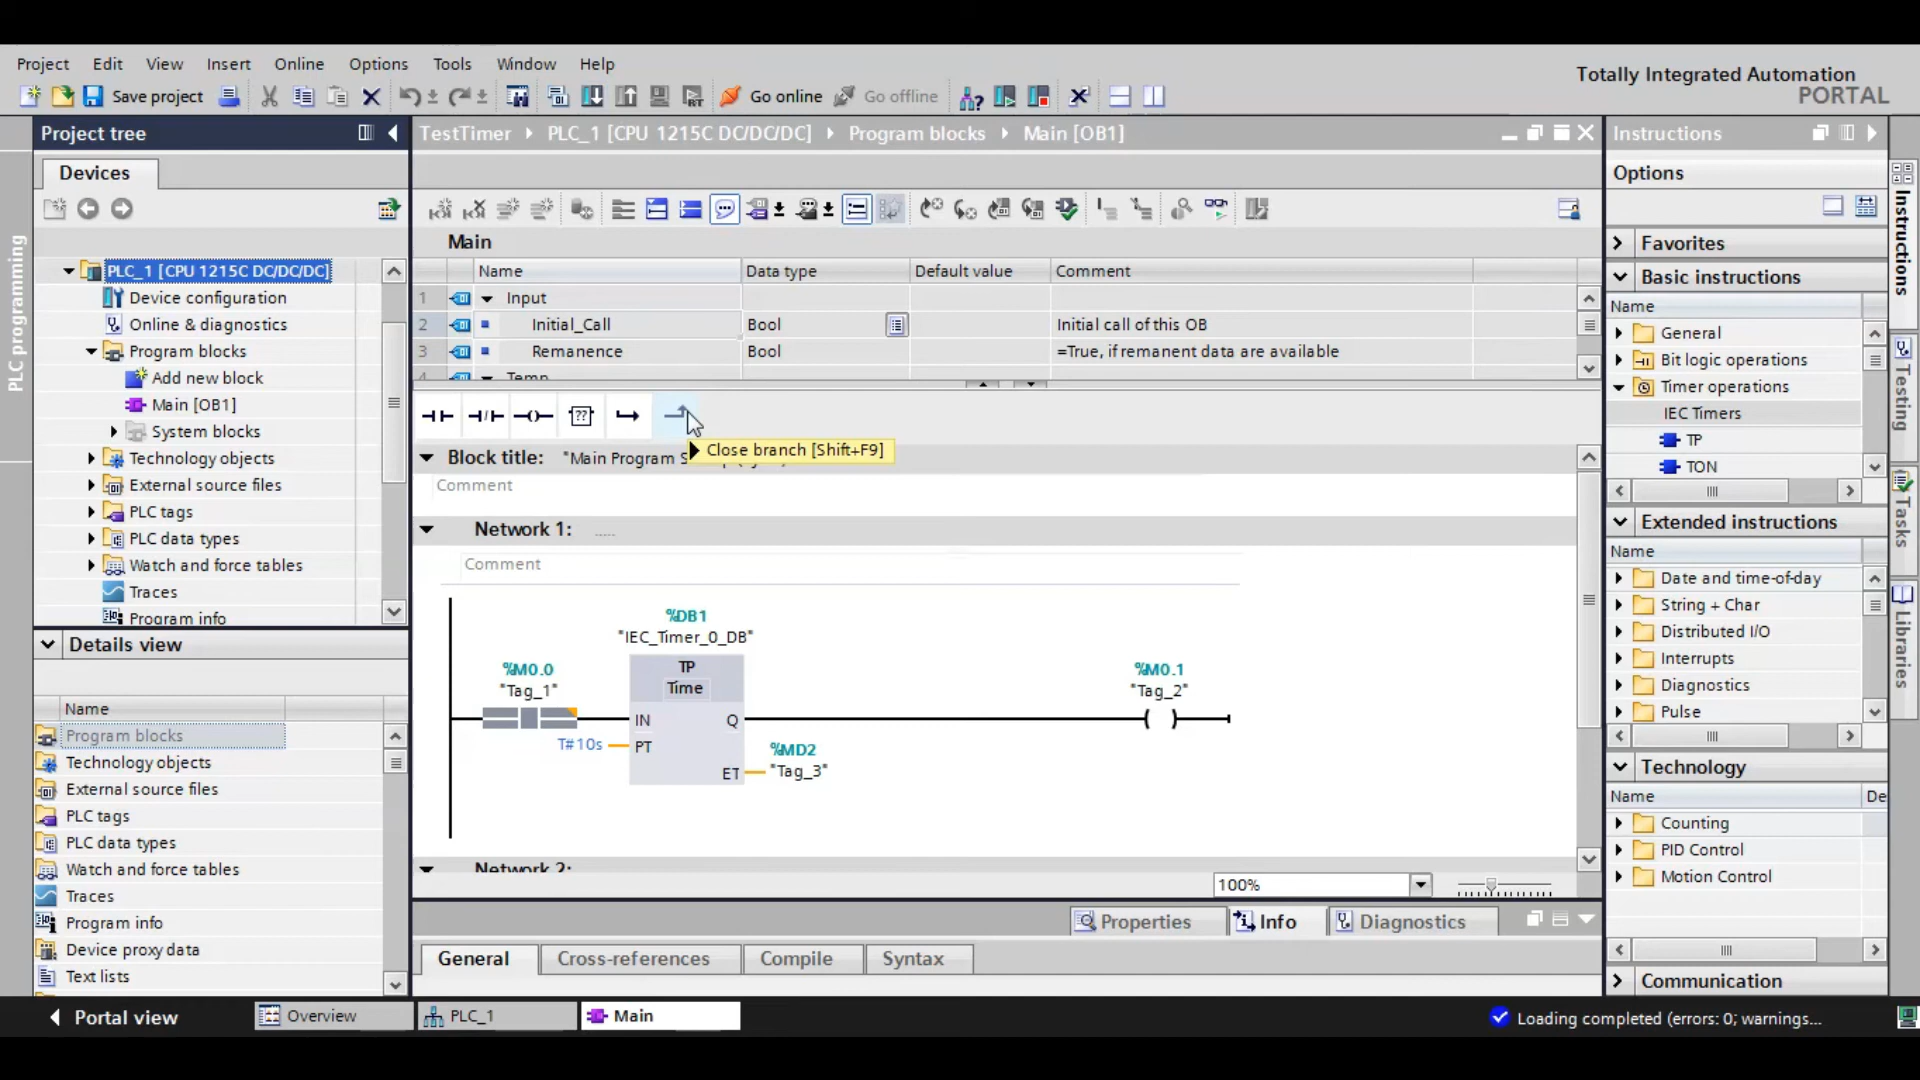 Project Edit View Insert Online Options Tools Window Help
Totally Integrated Automation
PORTAL
Save project
Go online
Go offline
PLC programming
Project tree
Devices
PLC_1 [CPU 1215C DC/DC/DC]
Device configuration
Online & diagnostics
Program blocks
Add new block
Main [OB1]
System blocks
Technology objects
External source files
PLC tags
PLC data types
Watch and force tables
Traces
Program info
Details view
Name
Program blocks
Technology objects
External source files
PLC tags
PLC data types
Watch and force tables
Traces
Program info
Device proxy data
Text lists
TestTimer PLC_1 [CPU 1215C DC/DC/DC] Program blocks Main [OB1]
Main
Name Data type Default value Comment
1 Input
2 Initial_Call Bool Initial call of this OB
3 Remanence Bool =True, if remanent data are available
4 Temp
??
Close branch [Shift+F9]
Block title: "Main Program
Comment
Network 1: .....
Comment
%DB1
"IEC_Timer_0_DB"
TP
Time
%M0.0
"Tag_1"
%M0.1
"Tag_2"
IN Q
T#10s PT
%MD2
ET "Tag_3"
Network 2:
100%
Properties Info Diagnostics
General Cross-references Compile Syntax
Instructions
Options
Favorites
Basic instructions
Name
General
Bit logic operations
Timer operations
IEC Timers
TP
TON
Extended instructions
Name
Date and time-of-day
String + Char
Distributed I/O
Interrupts
Diagnostics
Pulse
Technology
Name De
Counting
PID Control
Motion Control
Communication
Instructions
Testing
Tasks
Libraries
Portal view Overview PLC_1 Main
Loading completed (errors: 0; warnings...